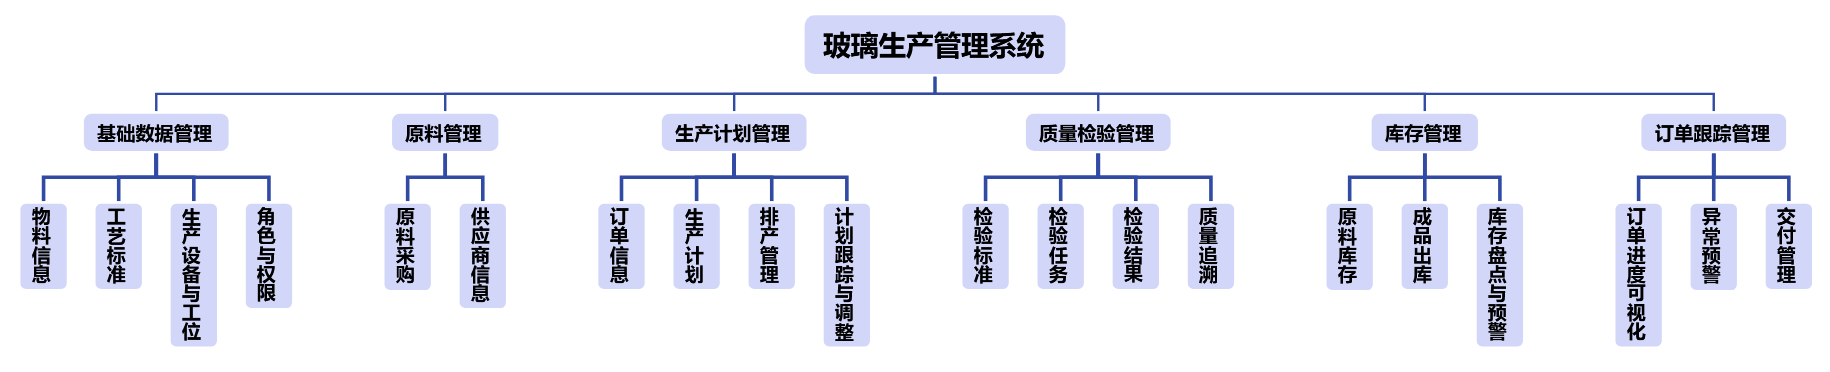 玻璃生产管理系统
基础数据管理
原料管理
生产计划管理
质量检验管理
库存管理
订单跟踪管理
物料信息
工艺标准
生产设备与工位
角色与权限
原料采购
供应商信息
订单信息
生产计划
排产管理
计划跟踪与调整
检验标准
检验任务
检验结果
质量追溯
原料库存
成品出库
库存盘点与预警
订单进度可视化
异常预警
交付管理